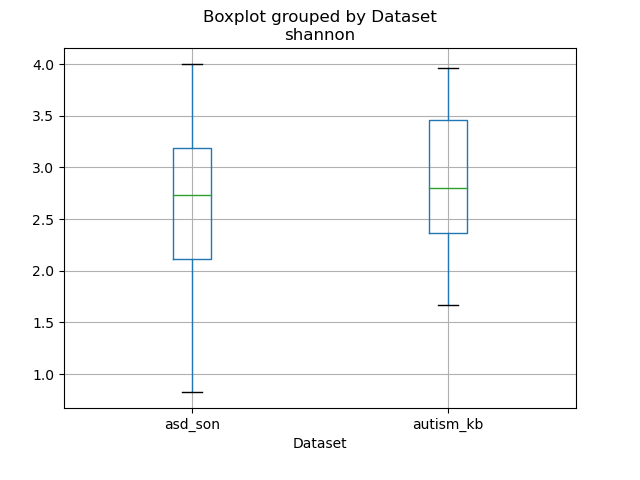 Boxplot grouped by Dataset
shannon
4.0
3.5
3.0
2.5
2.0
1.5
1.0
asd_son autism_kb
Dataset